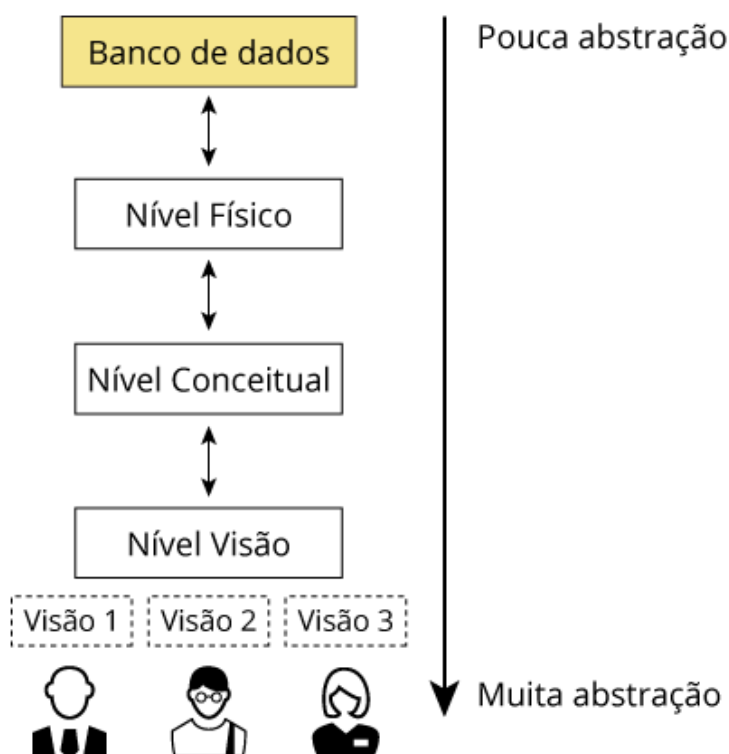 Banco de dados
Pouca abstração
Nível Físico
Nível Conceitual
Nível Visão
Visão 1
Visão 2
Visão 3
Muita abstração